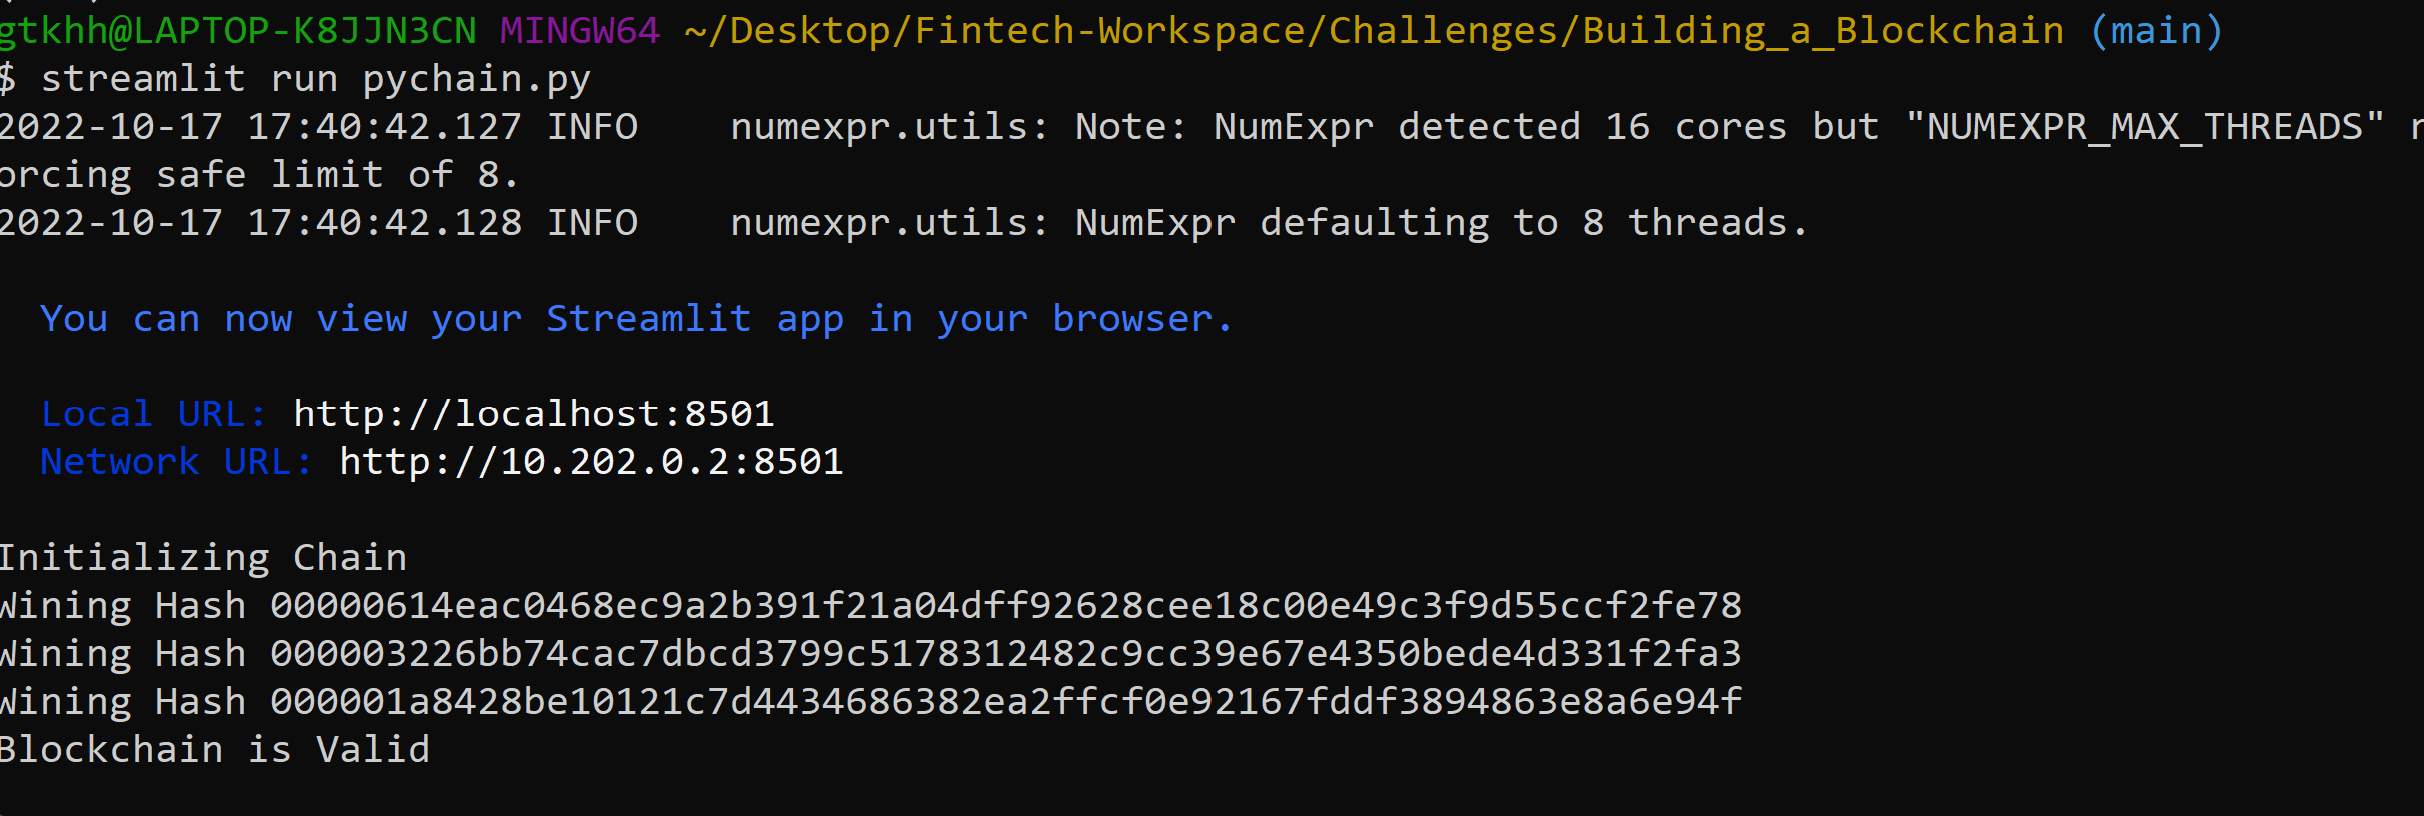 gtkhh@LAPTOP-K8JJN3CN MINGW64 ~/Desktop/Fintech-Workspace/Challenges/Building_a_Blockchain (main)
$ streamlit run pychain.py
2022-10-17 17:40:42.127 INFO    numexpr.utils: Note: NumExpr detected 16 cores but "NUMEXPR_MAX_THREADS"
orcing safe limit of 8.
2022-10-17 17:40:42.128 INFO    numexpr.utils: NumExpr defaulting to 8 threads.
You can now view your Streamlit app in your browser.
Local URL: http://localhost:8501
Network URL: http://10.202.0.2:8501
Initializing Chain
Wining Hash 00000614eac0468ec9a2b391f21a04dff92628cee18c00e49c3f9d55ccf2fe78
Wining Hash 000003226bb74cac7dbcd3799c5178312482c9cc39e67e4350bede4d331f2fa3
Wining Hash 000001a8428be10121c7d4434686382ea2ffcf0e92167fddf3894863e8a6e94f
Blockchain is Valid